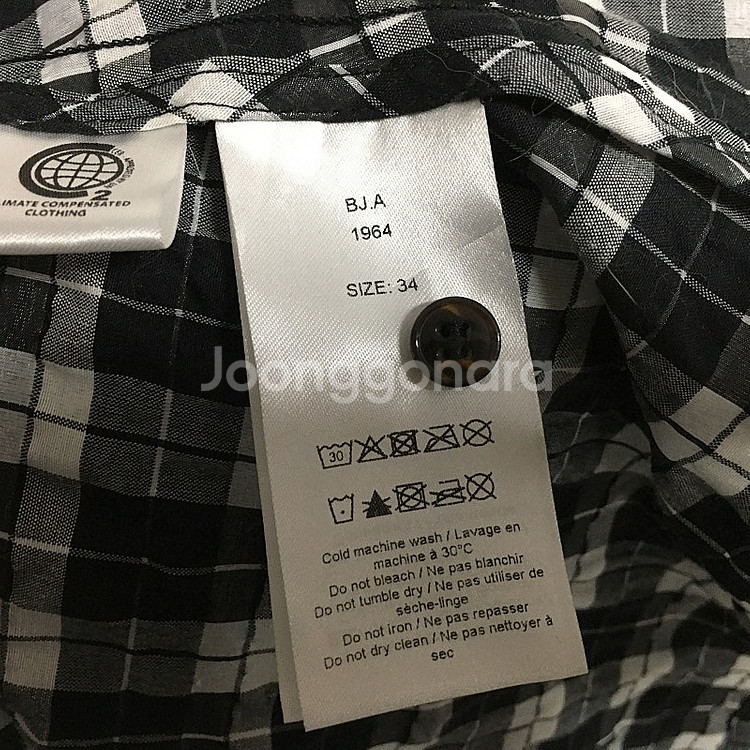 IMATE COMPENSATED
CLOTHING
BJ.A
1964
SIZE: 34
Joonggonara
30
Cold machine wash / Lavage en
machine à 30°C
Do not bleach / Ne pas blanchir
Do not tumble dry / Ne pas utiliser de
sèche-linge
Do not iron / Ne pas repasser
Do not dry clean / Ne pas nettoyer à
sec